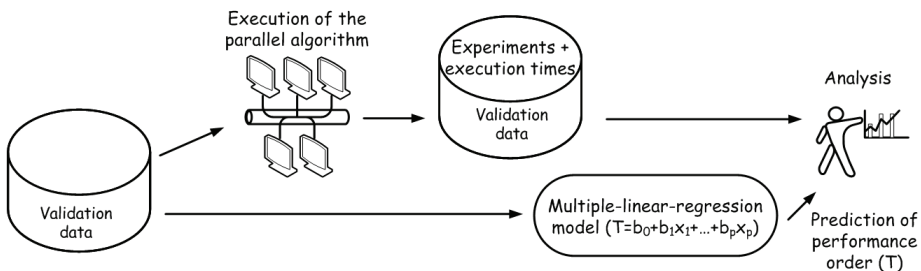 Execution of the
parallel algorithm
Experiments +
execution times
Validation
data
Analysis
Validation
data
Multiple-linear-regression
model (T=b₀+b₁x₁+...+bₚxₚ)
Prediction of
performance
order (T)